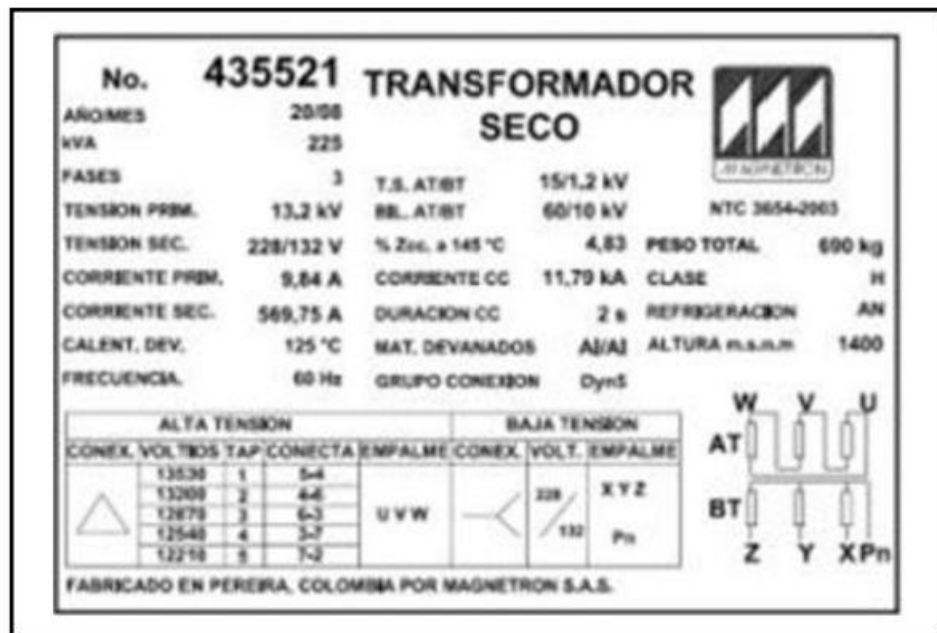 No. 435521
TRANSFORMADOR
SECO
MAGNETRON
NTC 3654-2003
AÑO/MES 20/08
kVA 225
FASES 3
TENSION PRIM. 13,2 kV
TENSION SEC. 228/132 V
CORRIENTE PRIM. 9,84 A
CORRIENTE SEC. 569,75 A
CALENT. DEV. 125 °C
FRECUENCIA. 60 Hz
T.S. AT/BT 15/1,2 kV
BIL. AT/BT 60/10 kV
% Zcc. a 145 °C 4,83
CORRIENTE CC 11,79 kA
DURACION CC 2 s
MAT. DEVANADOS Al/Al
GRUPO CONEXION Dyn5
PESO TOTAL 690 kg
CLASE H
REFRIGERACION AN
ALTURA m.s.n.m 1400
ALTA TENSION BAJA TENSION
CONEX. VOLTIOS TAP CONECTA EMPALME CONEX. VOLT. EMPALME
13530 1 5-4
13200 2 4-6
12870 3 6-3
12540 4 3-7
12210 5 7-2
U V W
228
132
X Y Z
Pn
W V U
AT
BT
Z Y X Pn
FABRICADO EN PEREIRA, COLOMBIA POR MAGNETRON S.A.S.